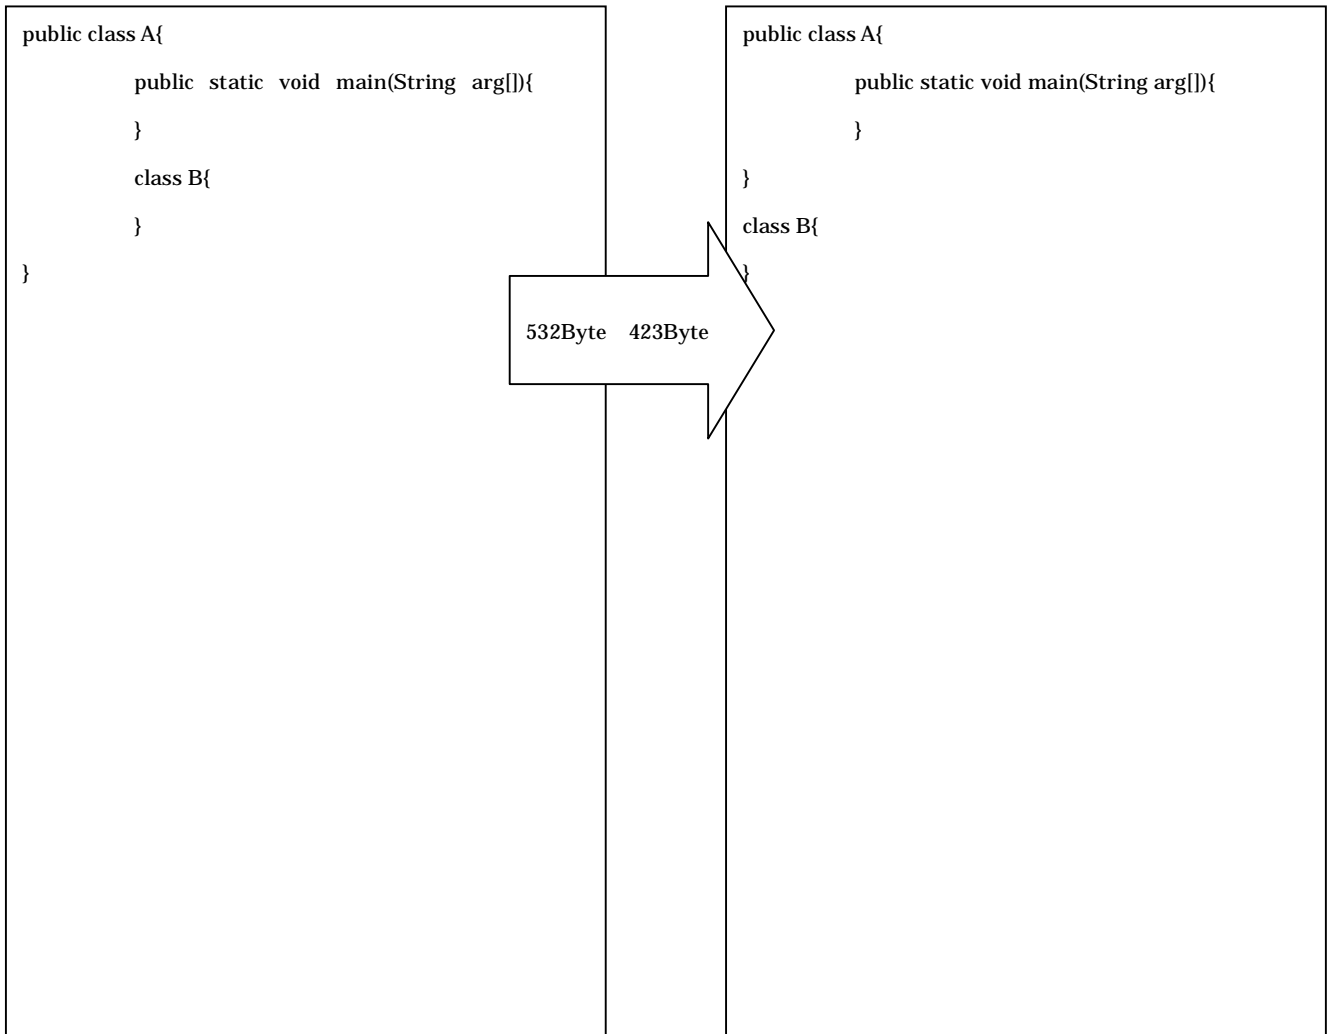 public class A{
public static void main(String arg[]){
}
class B{
}
}
532Byte 423Byte
public class A{
public static void main(String arg[]){
}
}
class B{
}